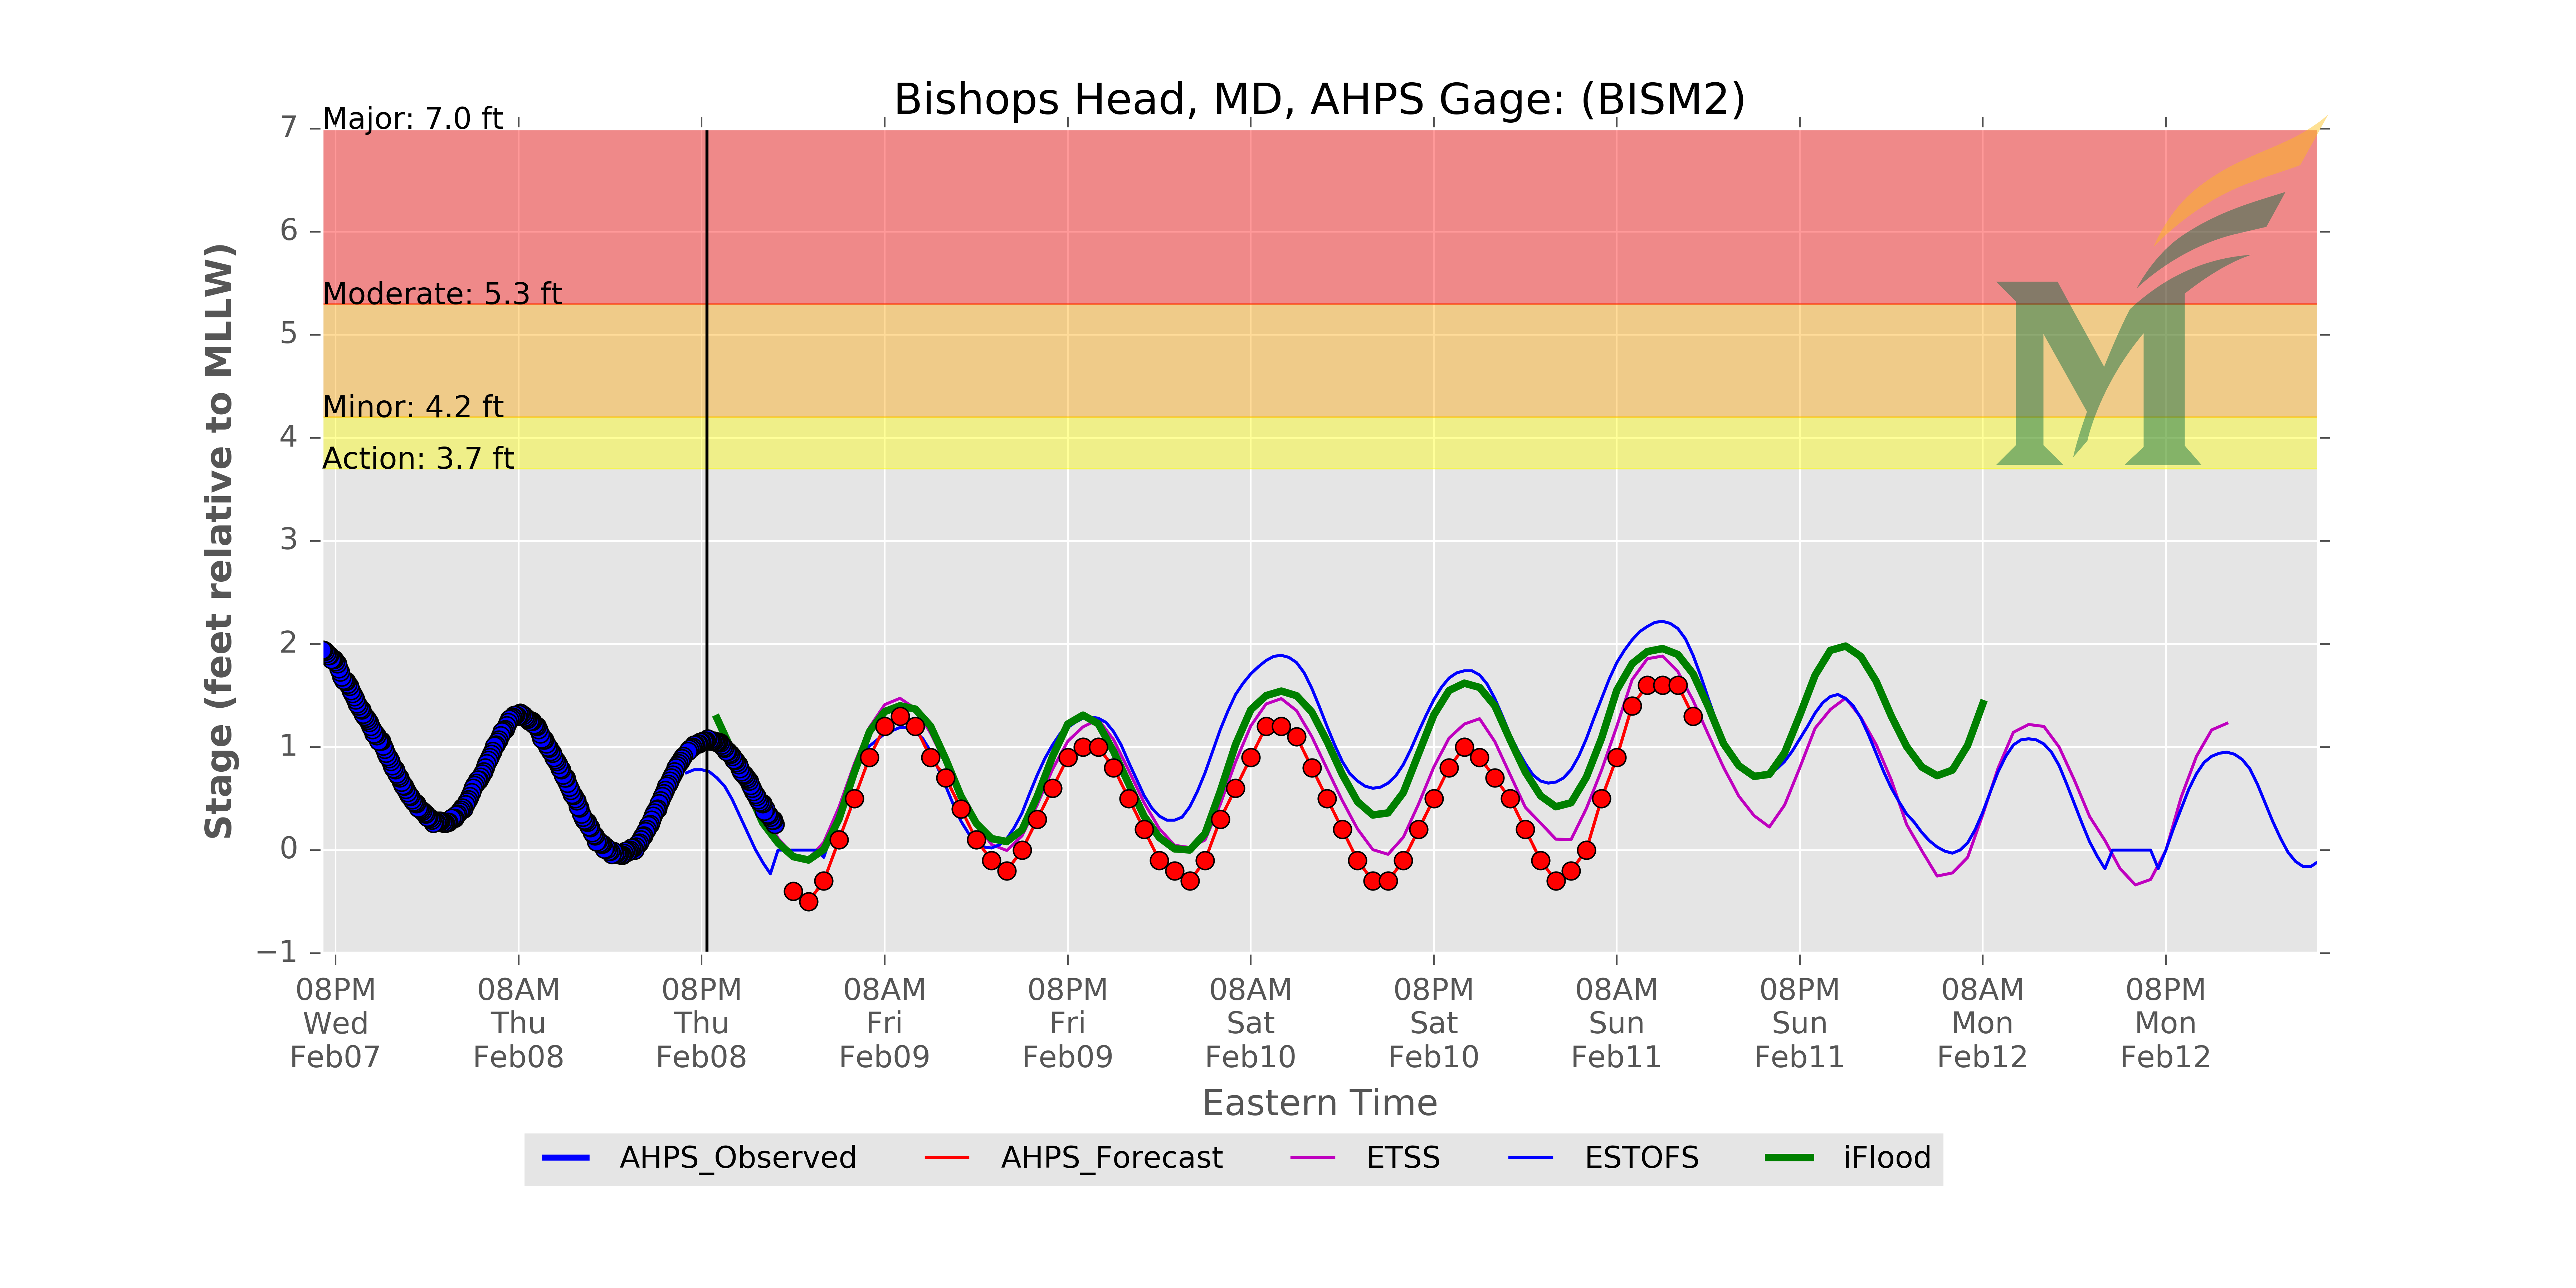 Bishops Head, MD, AHPS Gage: (BISM2)
Major: 7.0 ft
Moderate: 5.3 ft
Minor: 4.2 ft
Action: 3.7 ft
Stage (feet relative to MLLW)
7
6
5
4
3
2
1
0
−1
08PM 08AM 08PM 08AM 08PM 08AM 08PM 08AM 08PM 08AM 08PM
Wed Thu Thu Fri Fri Sat Sat Sun Sun Mon Mon
Feb07 Feb08 Feb08 Feb09 Feb09 Feb10 Feb10 Feb11 Feb11 Feb12 Feb12
Eastern Time
AHPS_Observed AHPS_Forecast ETSS ESTOFS iFlood
M